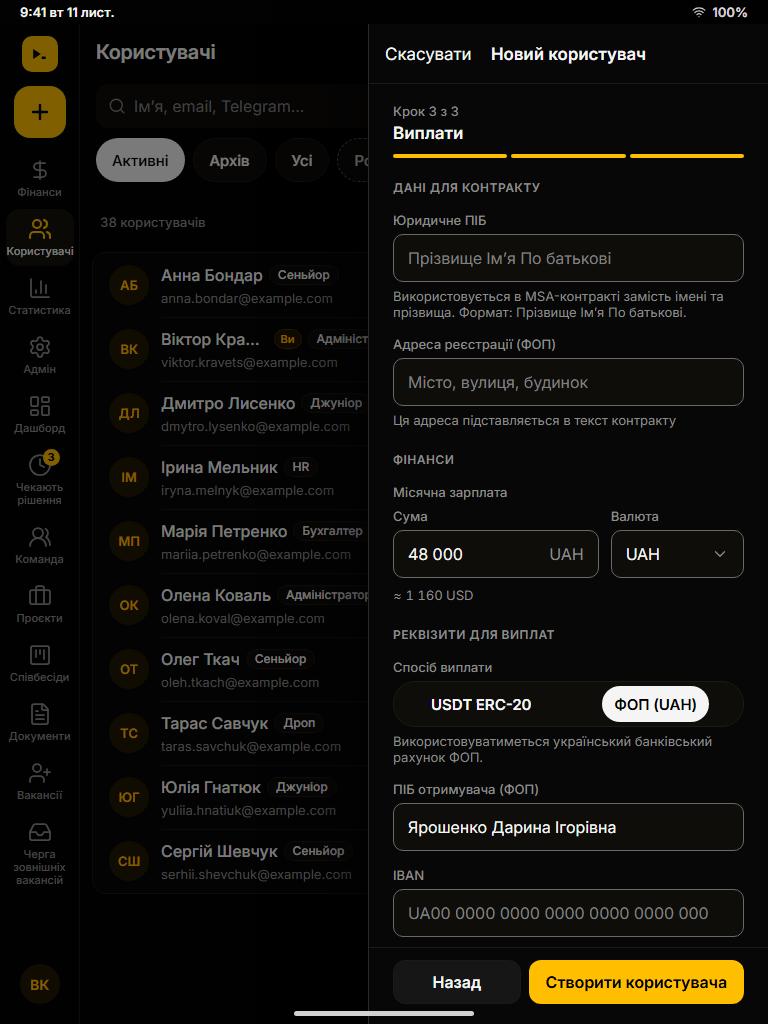 9:41 вт 11 лист.
100%
Фінанси
Користувачі
Статистика
Адмін
Дашборд
3
Чекають
рішення
Команда
Проєкти
Співбесіди
Документи
Вакансії
Черга
зовнішніх
вакансій
ВК
Користувачі
Ім’я, email, Telegram...
Активні
Архів
Усі
38 користувачів
АБ
Анна Бондар
Сеньйор
anna.bondar@example.com
ВК
Віктор Кра...
Ви
Адмініст
viktor.kravets@example.com
ДЛ
Дмитро Лисенко
Джуніор
dmytro.lysenko@example.com
ІМ
Ірина Мельник
HR
iryna.melnyk@example.com
МП
Марія Петренко
Бухгалтер
mariia.petrenko@example.com
ОК
Олена Коваль
Адміністратор
olena.koval@example.com
ОТ
Олег Ткач
Сеньйор
oleh.tkach@example.com
ТС
Тарас Савчук
Дроп
taras.savchuk@example.com
ЮГ
Юлія Гнатюк
Джуніор
yuliia.hnatiuk@example.com
СШ
Сергій Шевчук
Сеньйор
serhii.shevchuk@example.com
Скасувати
Новий користувач
Крок 3 з 3
Виплати
ДАНІ ДЛЯ КОНТРАКТУ
Юридичне ПІБ
Прізвище Ім’я По батькові
Використовується в MSA-контракті замість імені та
прізвища. Формат: Прізвище Ім’я По батькові.
Адреса реєстрації (ФОП)
Місто, вулиця, будинок
Ця адреса підставляється в текст контракту
ФІНАНСИ
Місячна зарплата
Сума
Валюта
48 000
UAH
UAH
≈ 1 160 USD
РЕКВІЗИТИ ДЛЯ ВИПЛАТ
Спосіб виплати
USDT ERC-20
ФОП (UAH)
Використовуватиметься український банківський
рахунок ФОП.
ПІБ отримувача (ФОП)
Ярошенко Дарина Ігорівна
IBAN
UA00 0000 0000 0000 0000 0000 000
Назад
Створити користувача